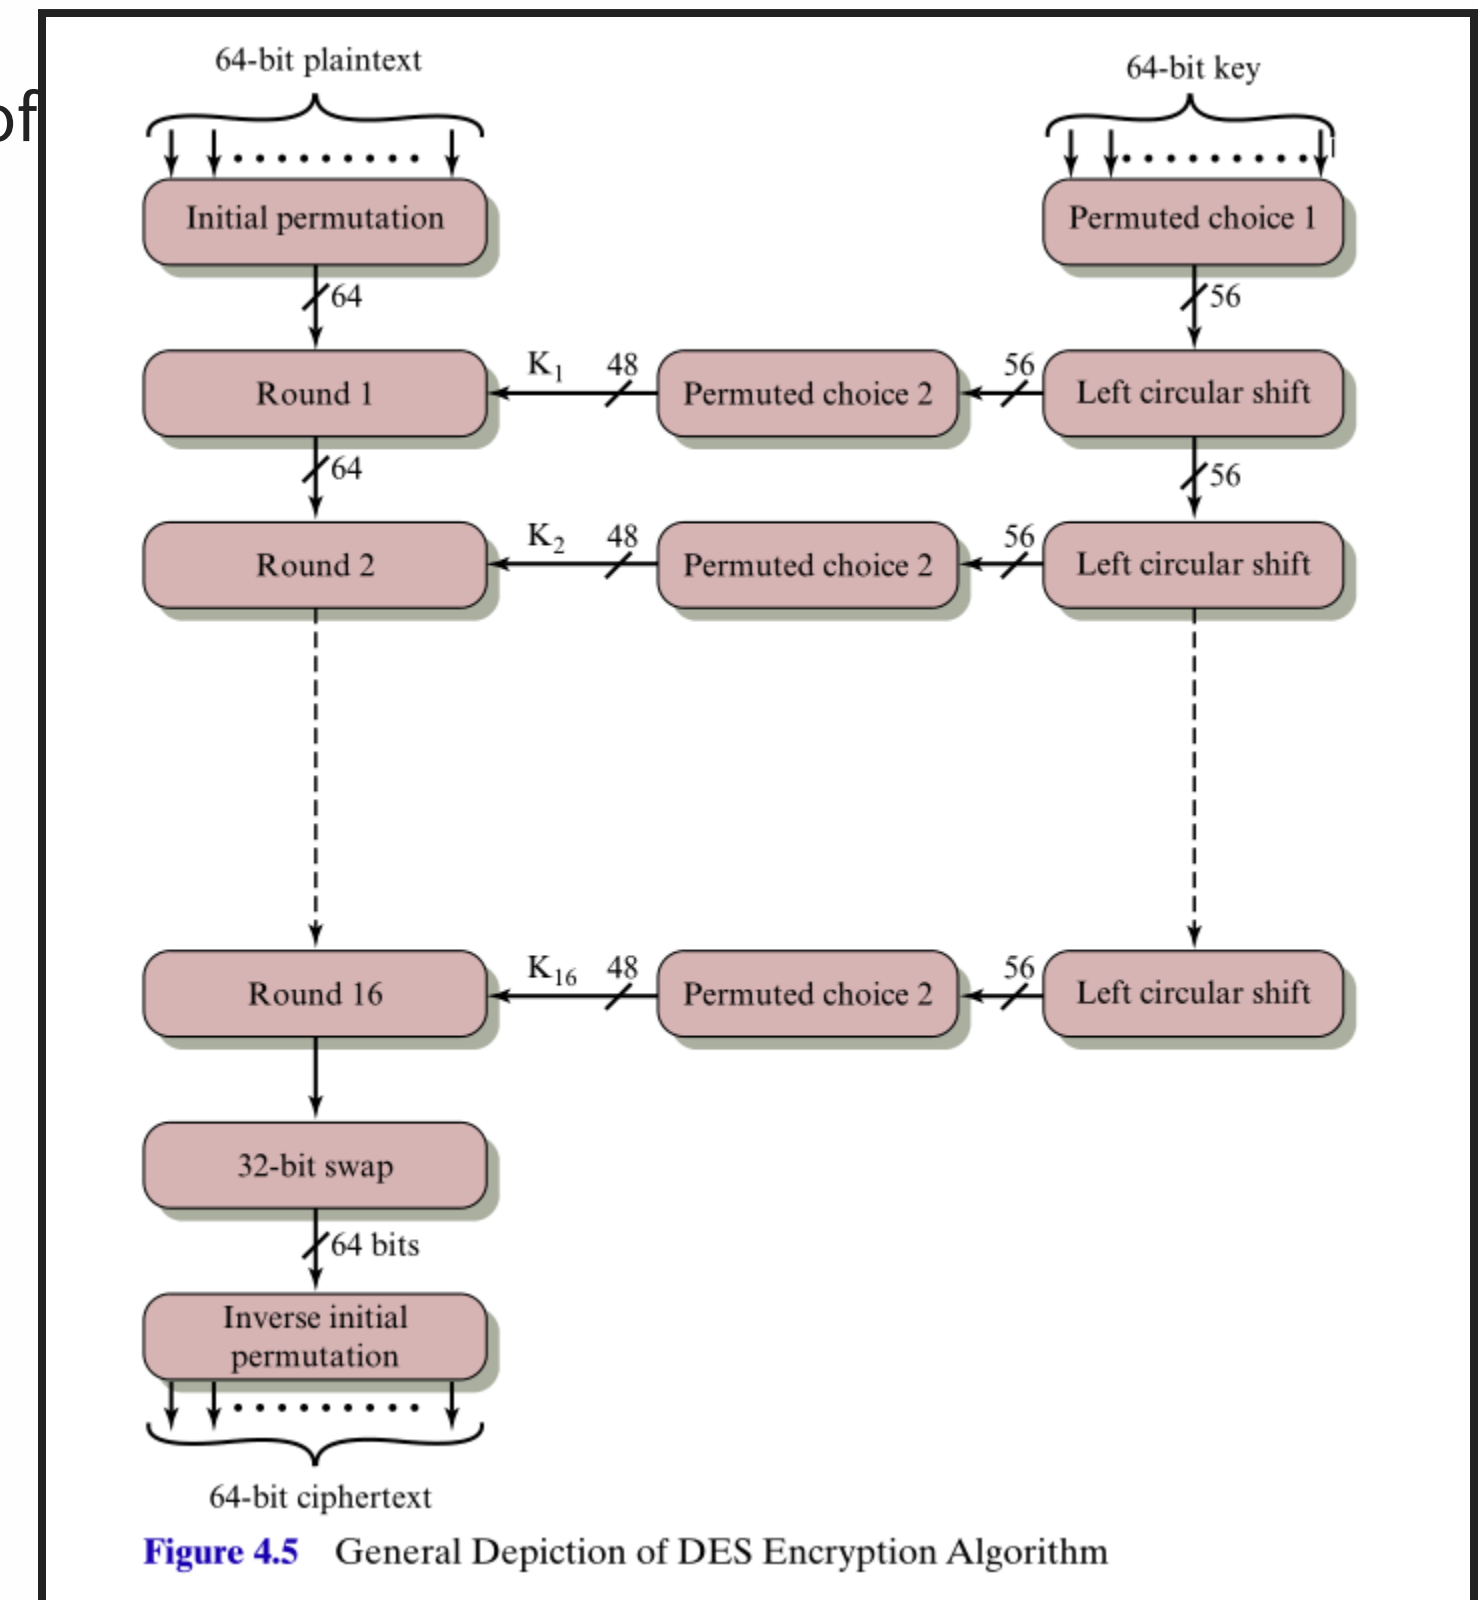 of
64-bit plaintext
64-bit key
Initial permutation
Permuted choice 1
64
56
Round 1
K1
48
Permuted choice 2
56
Left circular shift
64
56
Round 2
K2
48
Permuted choice 2
56
Left circular shift
Round 16
K16
48
Permuted choice 2
56
Left circular shift
32-bit swap
64 bits
Inverse initial
permutation
64-bit ciphertext
Figure 4.5 General Depiction of DES Encryption Algorithm